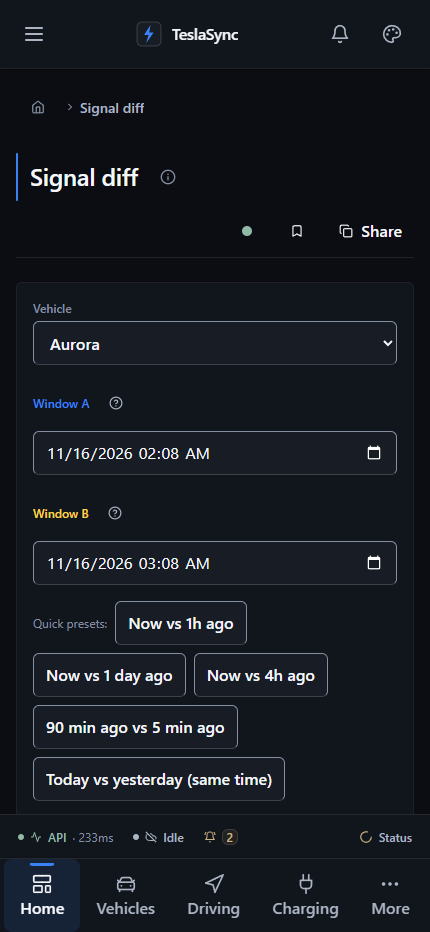 TeslaSync
Signal diff
Signal diff
Share
Vehicle
Aurora
Window A
11/16/2026 02:08 AM
Window B
11/16/2026 03:08 AM
Quick presets: Now vs 1h ago
Now vs 1 day ago Now vs 4h ago
90 min ago vs 5 min ago
Today vs yesterday (same time)
API · 233ms Idle 2 Status
Home Vehicles Driving Charging More